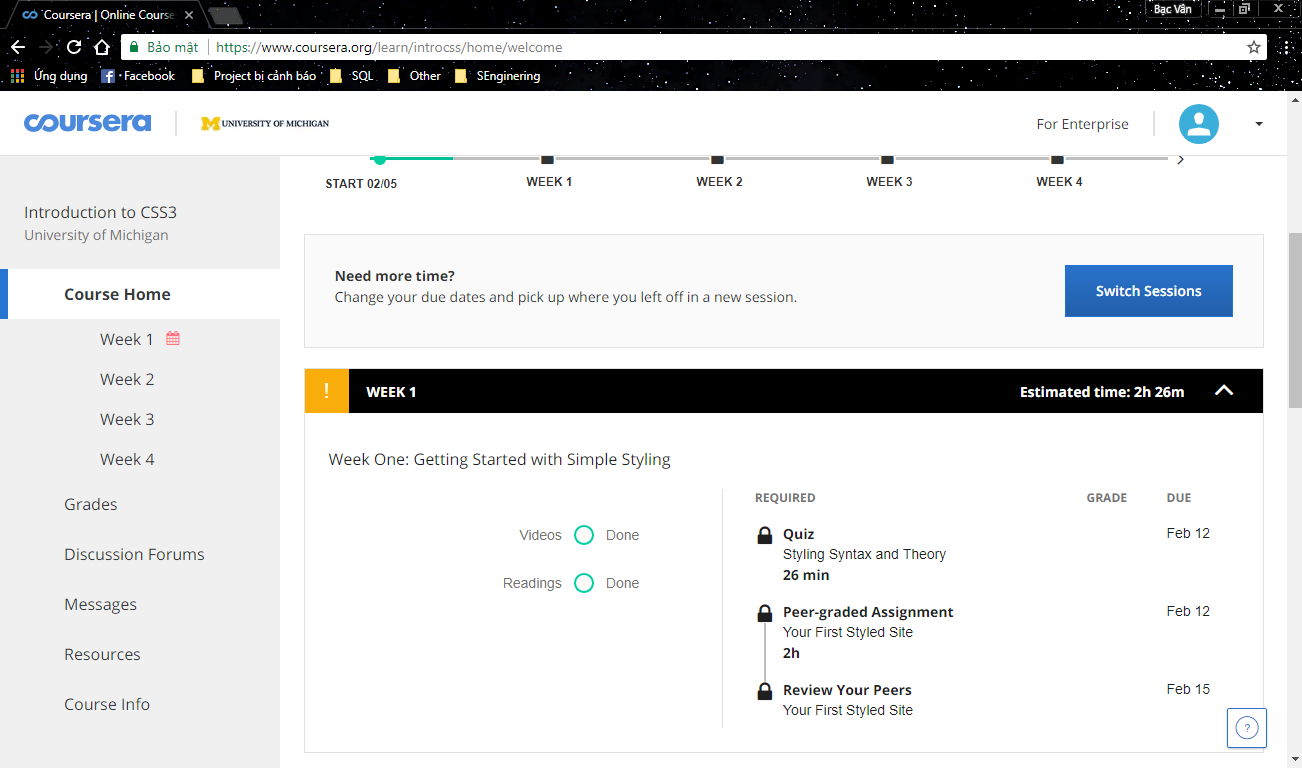 Coursera | Online Course
Bạc Vân
Bảo mật https://www.coursera.org/learn/introcss/home/welcome
Ứng dụng Facebook Project bị cảnh báo SQL Other SEnginering
coursera M UNIVERSITY OF MICHIGAN For Enterprise
START 02/05 WEEK 1 WEEK 2 WEEK 3 WEEK 4
Introduction to CSS3
University of Michigan
Course Home
Week 1
Week 2
Week 3
Week 4
Grades
Discussion Forums
Messages
Resources
Course Info
Need more time?
Change your due dates and pick up where you left off in a new session.
Switch Sessions
! WEEK 1 Estimated time: 2h 26m
Week One: Getting Started with Simple Styling
Videos Done
Readings Done
REQUIRED GRADE DUE
Quiz Feb 12
Styling Syntax and Theory
26 min
Peer-graded Assignment Feb 12
Your First Styled Site
2h
Review Your Peers Feb 15
Your First Styled Site
?